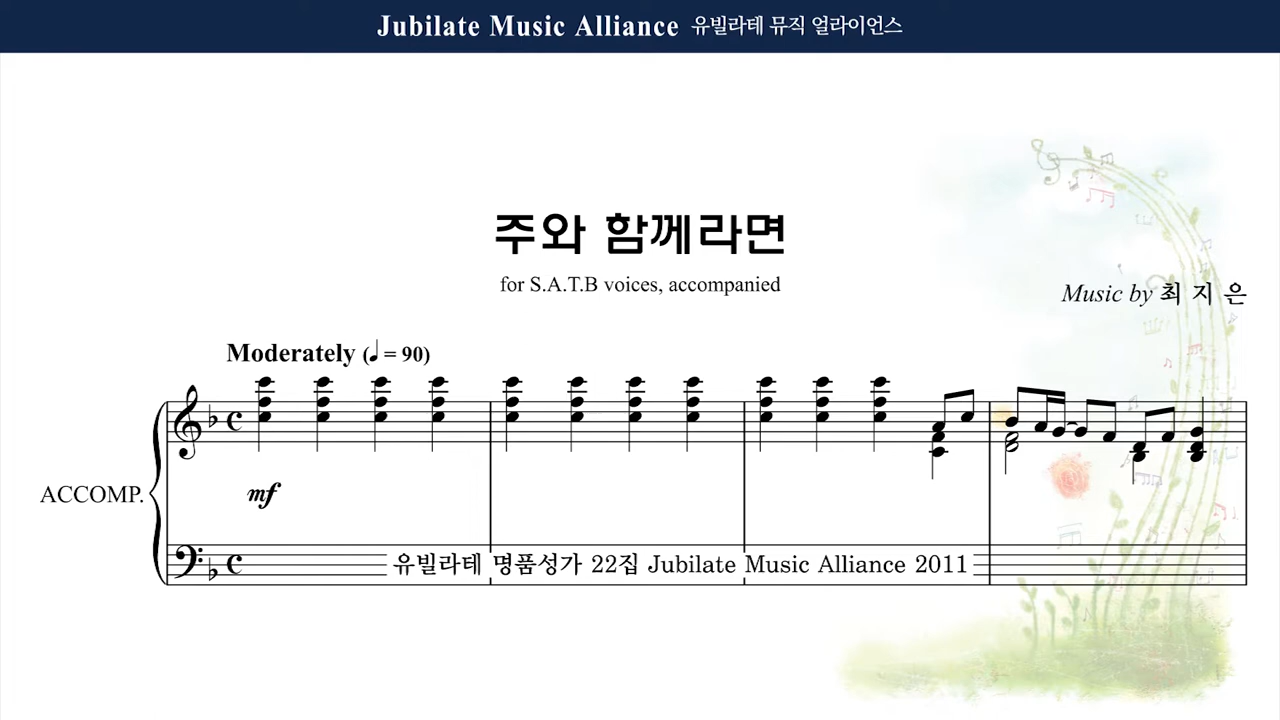 Jubilate Music Alliance 유빌라테 뮤직 얼라이언스
주와 함께라면
for S.A.T.B voices, accompanied
Music by 최 지 은
Moderately (♩ = 90)
mf
ACCOMP.
유빌라테 명품성가 22집 Jubilate Music Alliance 2011